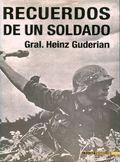 RECUERDOS
DE UN SOLDADO
Gral. Heinz Guderian